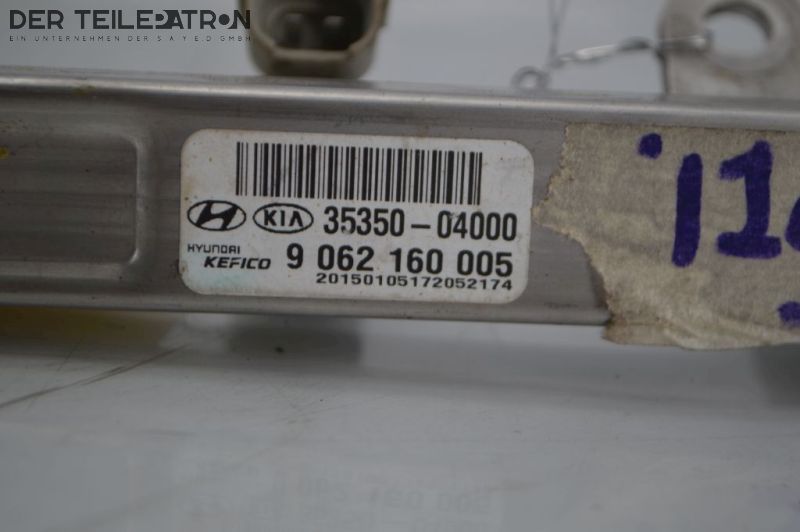 DER TEILEPATRON
EIN UNTERNEHMEN DER S A Y E.D GMBH
KIA 35350-04000
HYUNDAI
KEFICO 9 062 160 005
20150105172052174